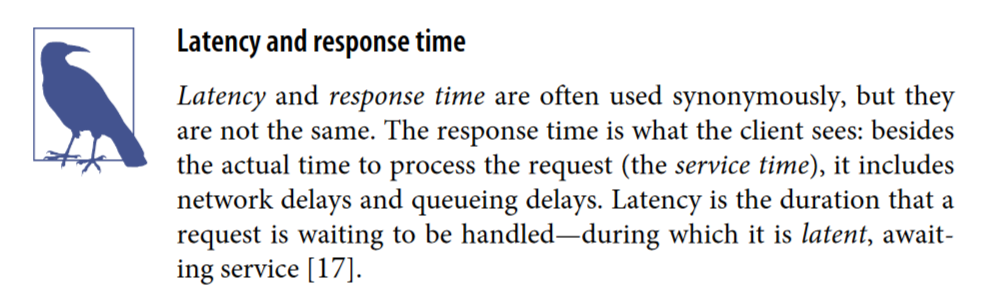 Latency and response time
Latency and response time are often used synonymously, but they
are not the same. The response time is what the client sees: besides
the actual time to process the request (the service time), it includes
network delays and queueing delays. Latency is the duration that a
request is waiting to be handled—during which it is latent, await-
ing service [17].